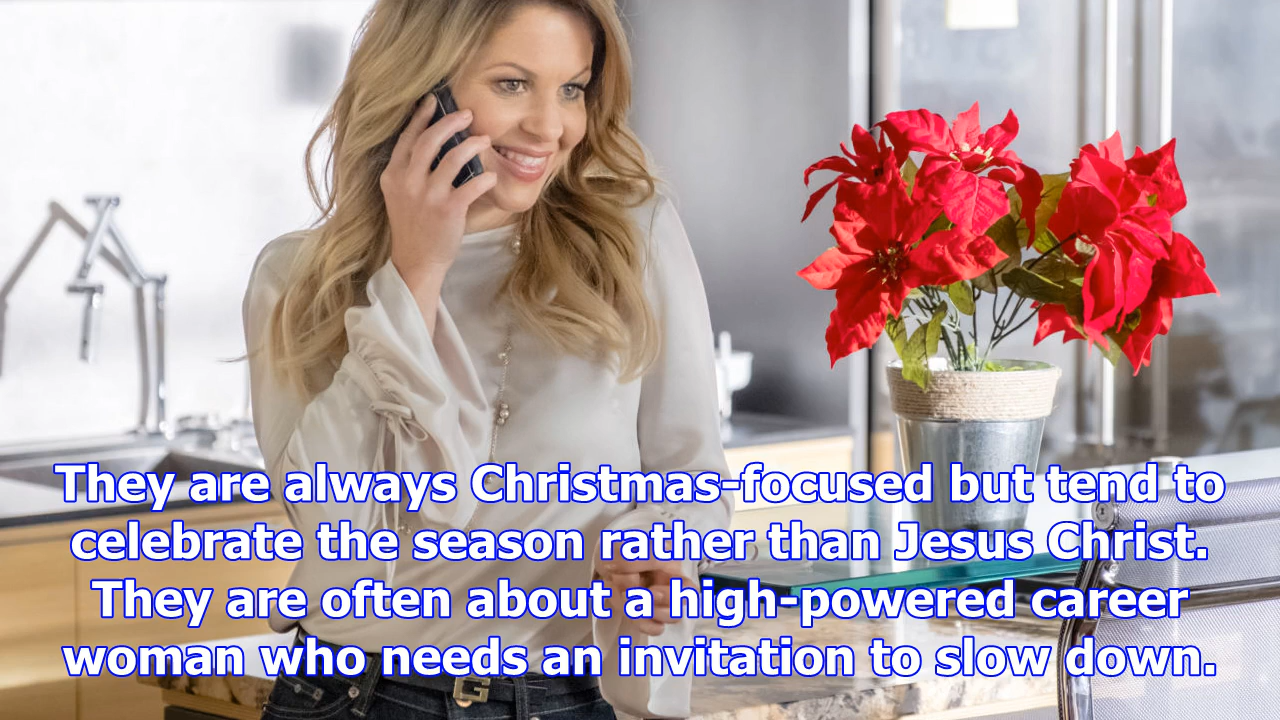 They are always Christmas-focused but tend to
celebrate the season rather than Jesus Christ.
They are often about a high-powered career
woman who needs an invitation to slow down.
G